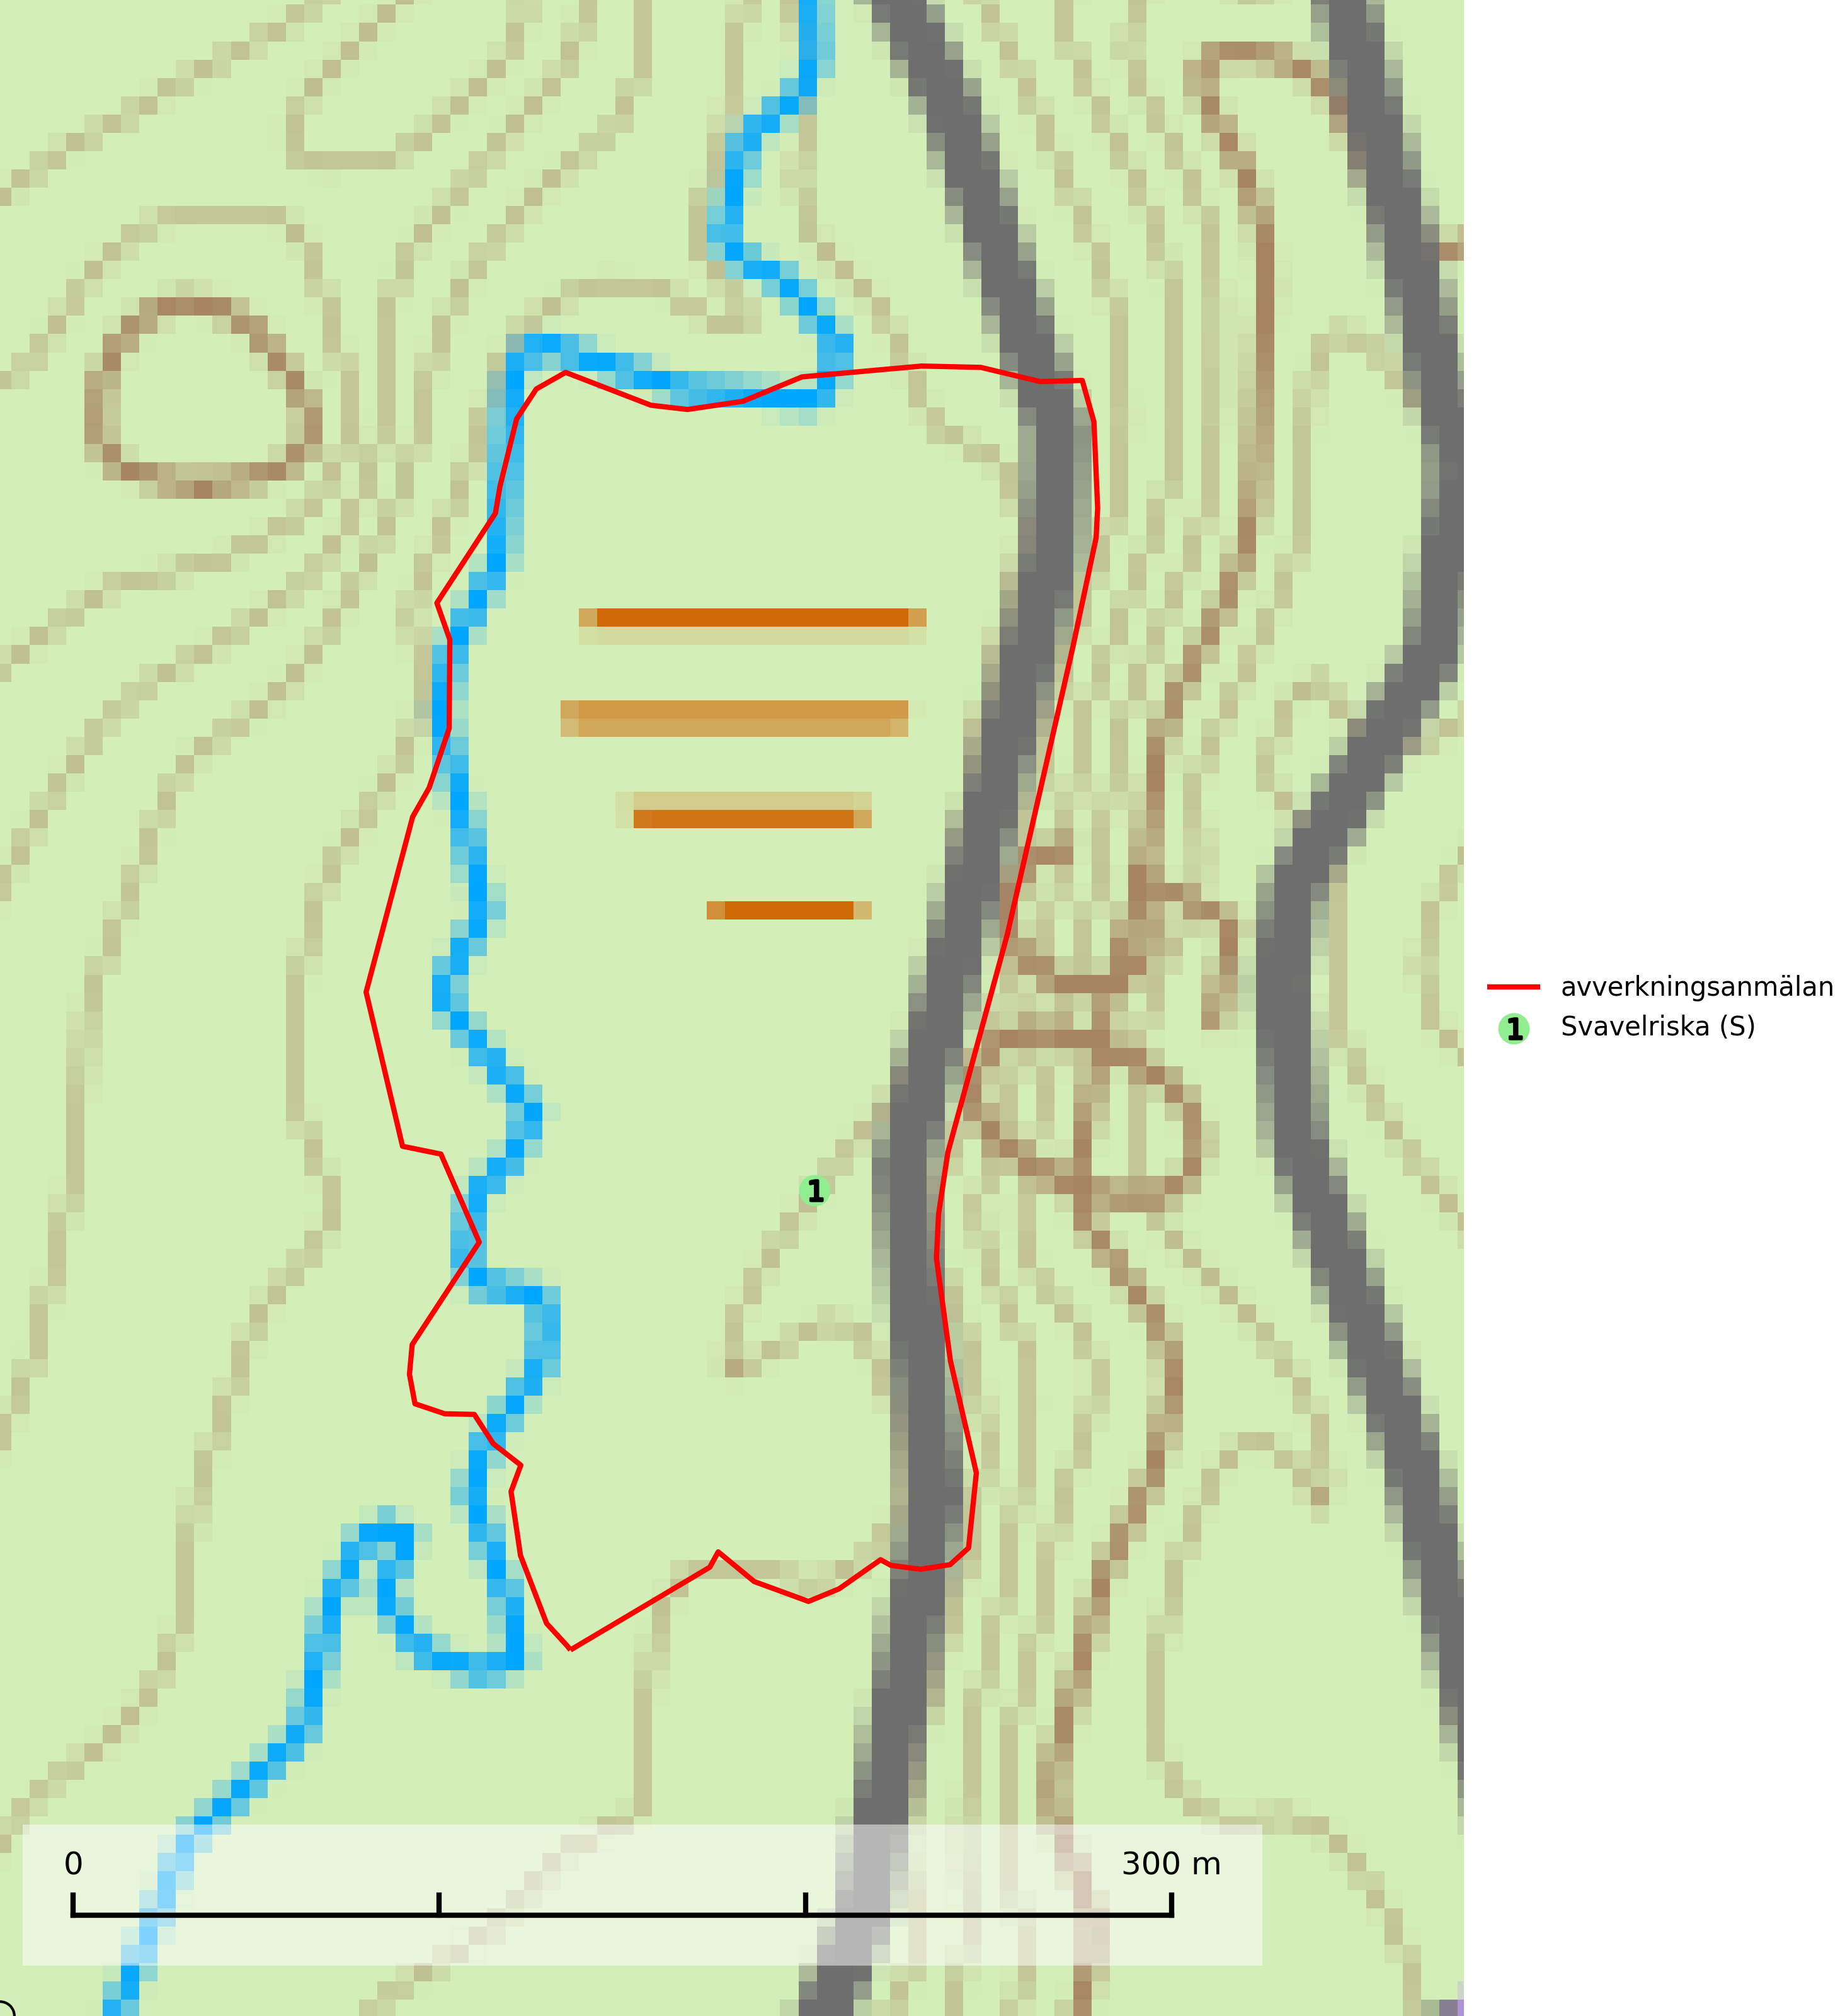 avverkningsanmälan
1 Svavelriska (S)
1
0 300 m